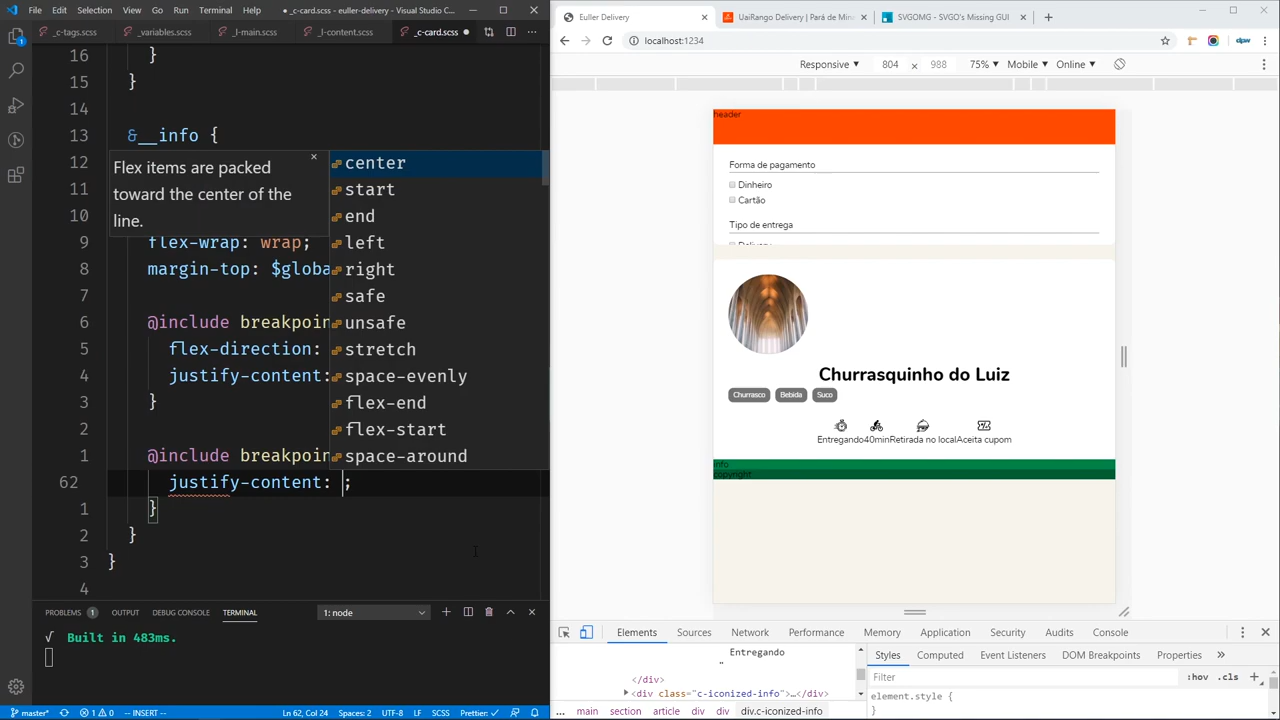 File Edit Selection View Go Run Terminal Help ● _c-card.scss - euller-delivery - Visual Studio C...
_c-tags.scss _variables.scss _l-main.scss _l-content.scss _c-card.scss ●
16 }
15 }
14
13 &__info {
12
11
10
9 flex-wrap: wrap;
8 margin-top: $globa
7
6 @include breakpoin
5 flex-direction:
4 justify-content:
3 }
2
1 @include breakpoin
62 justify-content: ;
1 }
2 }
3 }
4
Flex items are packed
toward the center of the
line.
×
center
start
end
left
right
safe
unsafe
stretch
space-evenly
flex-end
flex-start
space-around
PROBLEMS 1 OUTPUT DEBUG CONSOLE TERMINAL 1: node
√ Built in 483ms.
master* 1 0 -- INSERT -- Ln 62, Col 24 Spaces: 2 UTF-8 LF SCSS Prettier: ✓
Euller Delivery × UaiRango Delivery | Pará de Min × SVGOMG - SVGO's Missing GUI × +
localhost:1234
Responsive 804 × 988 75% Mobile Online
header
Forma de pagamento
Dinheiro
Cartão
Tipo de entrega
Delivery
Churrasquinho do Luiz
Churrasco Bebida Suco
Entregando40minRetirada no localAceita cupom
info
copyright
Elements Sources Network Performance Memory Application Security Audits Console
Entregando
"
</div>
<div class="c-iconized-info">…</div>
... main section article div div div.c-iconized-info
Styles Computed Event Listeners DOM Breakpoints Properties »
Filter :hov .cls +
element.style {
}